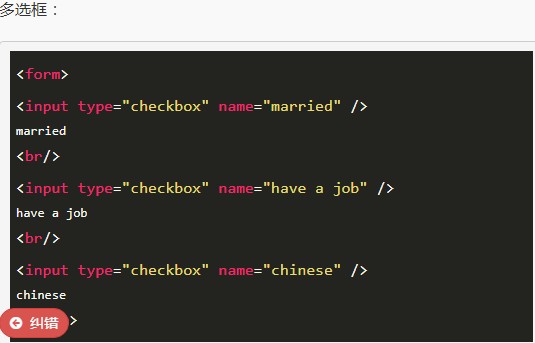 多选框：
<form>
<input type="checkbox" name="married" />
married
<br/>
<input type="checkbox" name="have a job" />
have a job
<br/>
<input type="checkbox" name="chinese" />
chinese
纠错 >